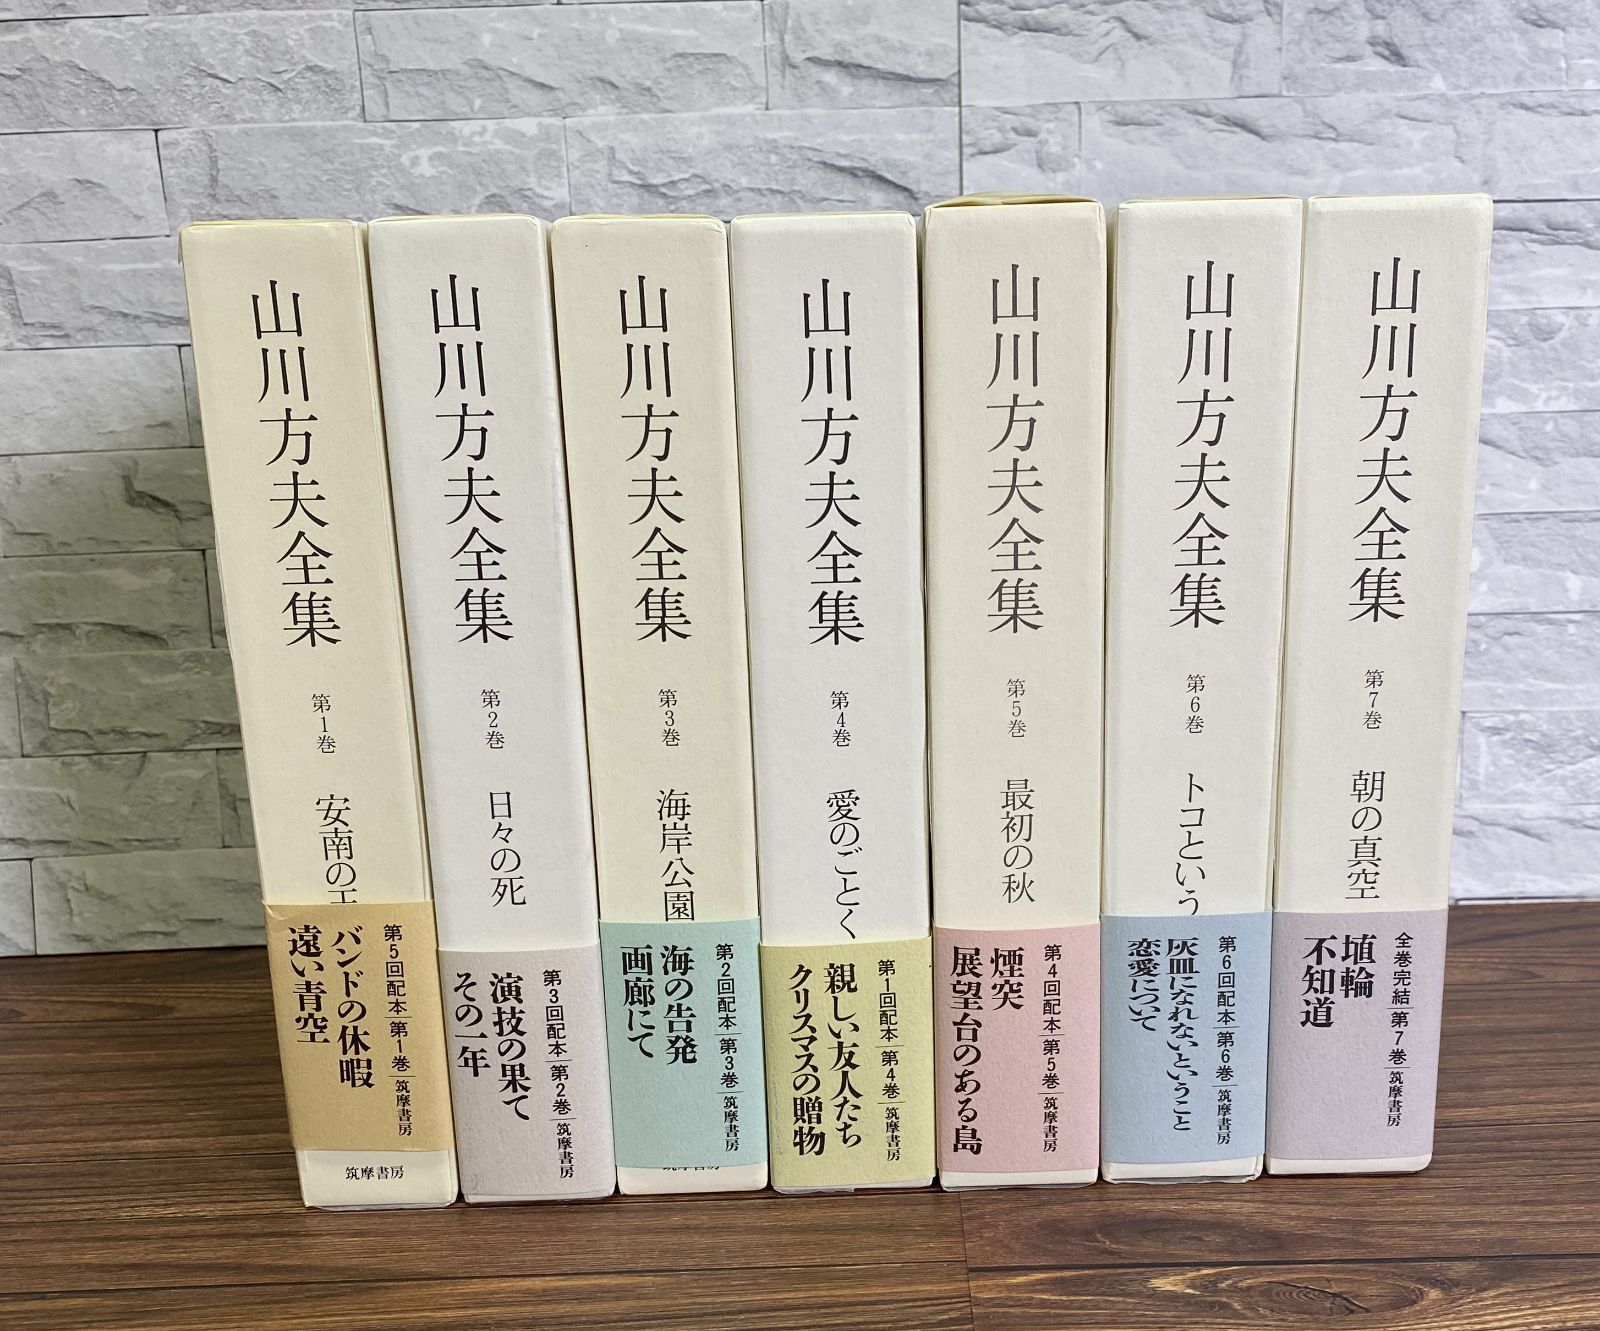 山川方夫全集
第1巻
安南の
第5回配本 第1巻 筑摩書房
バンドの休暇
遠い青空
筑摩書房
山川方夫全集
第2巻
日々の死
第3回配本 第2巻 筑摩書房
演技の果て
その一年
山川方夫全集
第3巻
海岸公園
第2回配本 第3巻 筑摩書房
海の告発
画廊にて
山川方夫全集
第4巻
愛のごとく
第1回配本 第4巻 筑摩書房
親しい友人たち
クリスマスの贈物
山川方夫全集
第5巻
最初の秋
第4回配本 第5巻 筑摩書房
煙突
展望台のある島
山川方夫全集
第6巻
トコという
第6回配本 第6巻 筑摩書房
灰皿になれないということ
恋愛について
山川方夫全集
第7巻
朝の真空
全巻完結 第7巻 筑摩書房
埴輪
不知道